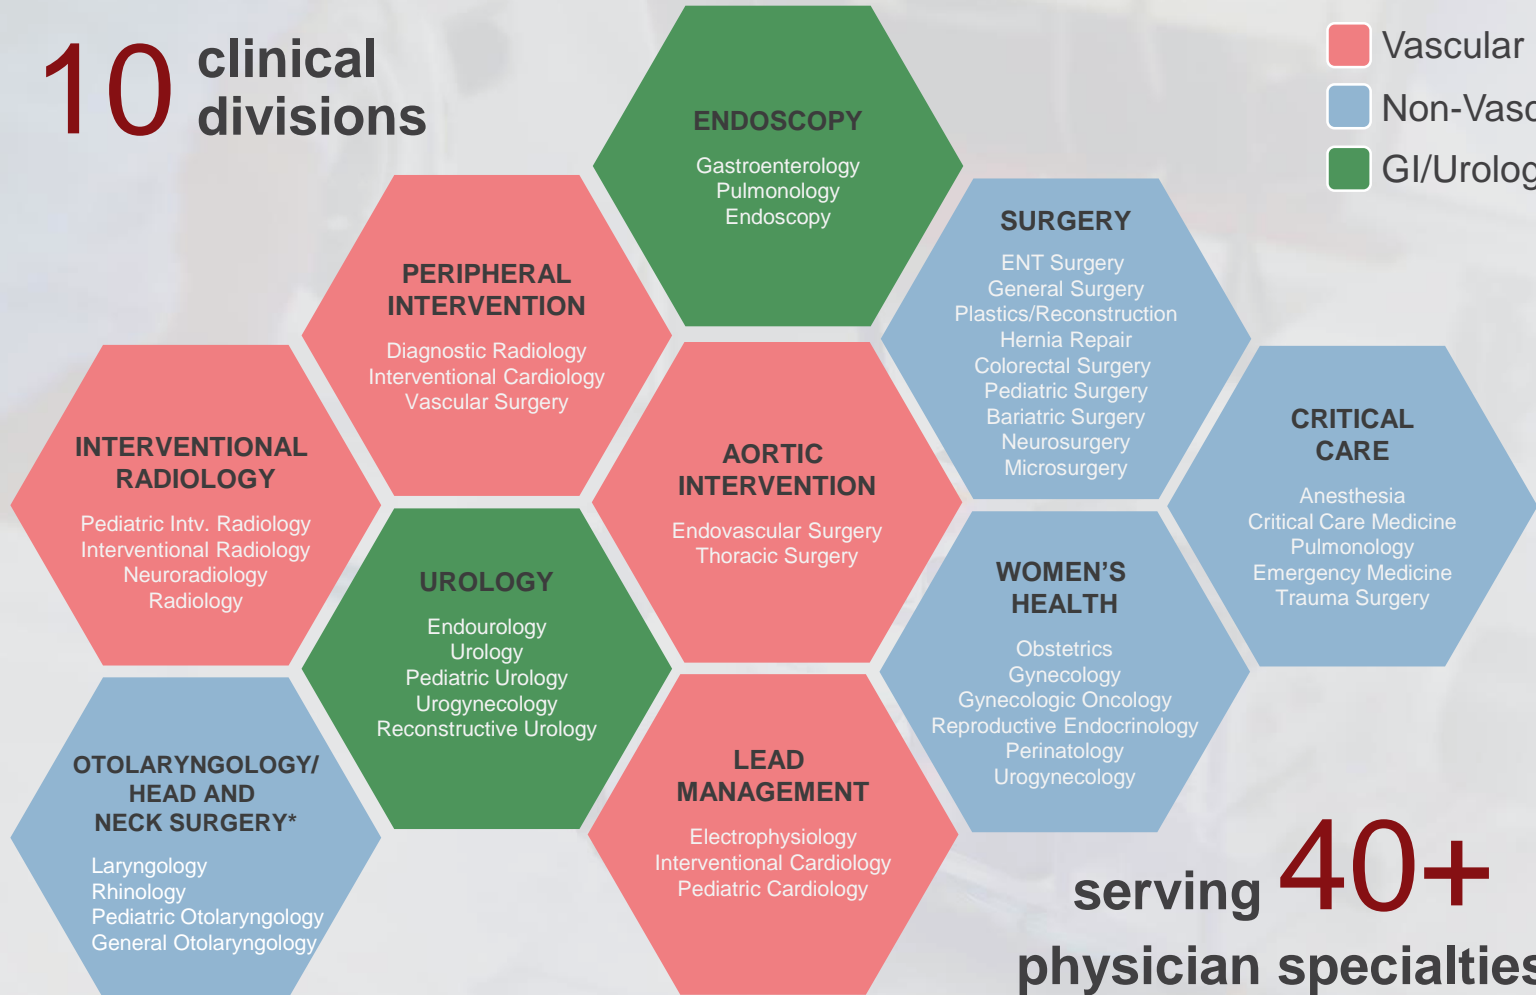 10 clinical
divisions
Vascular
GI/Urolog
Non-Vasc
ENDOSCOPY
Gastroenterology
Pulmonology
Endoscopy
PERIPHERAL
INTERVENTION
Diagnostic Radiology
Interventional Cardiology
Vascular Surgery
SURGERY
ENT Surgery
General Surgery
Plastics/Reconstruction
Hernia Repair
Colorectal Surgery
Pediatric Surgery
Bariatric Surgery
Neurosurgery
Microsurgery
INTERVENTIONAL
RADIOLOGY
Pediatric Intv. Radiology
Interventional Radiology
Neuroradiology
Radiology
AORTIC
INTERVENTION
Endovascular Surgery
Thoracic Surgery
CRITICAL
CARE
Anesthesia
Critical Care Medicine
Pulmonology
Emergency Medicine
Trauma Surgery
UROLOGY
Endourology
Urology
Pediatric Urology
Urogynecology
Reconstructive Urology
WOMEN'S
HEALTH
Obstetrics
Gynecology
Gynecologic Oncology
Reproductive Endocrinology
Perinatology
Urogynecology
OTOLARYNGOLOGY/
HEAD AND
NECK SURGERY*
Laryngology
Rhinology
Pediatric Otolaryngology
General Otolaryngology
LEAD
MANAGEMENT
Electrophysiology
Interventional Cardiology
Pediatric Cardiology
serving 40+
physician specialties